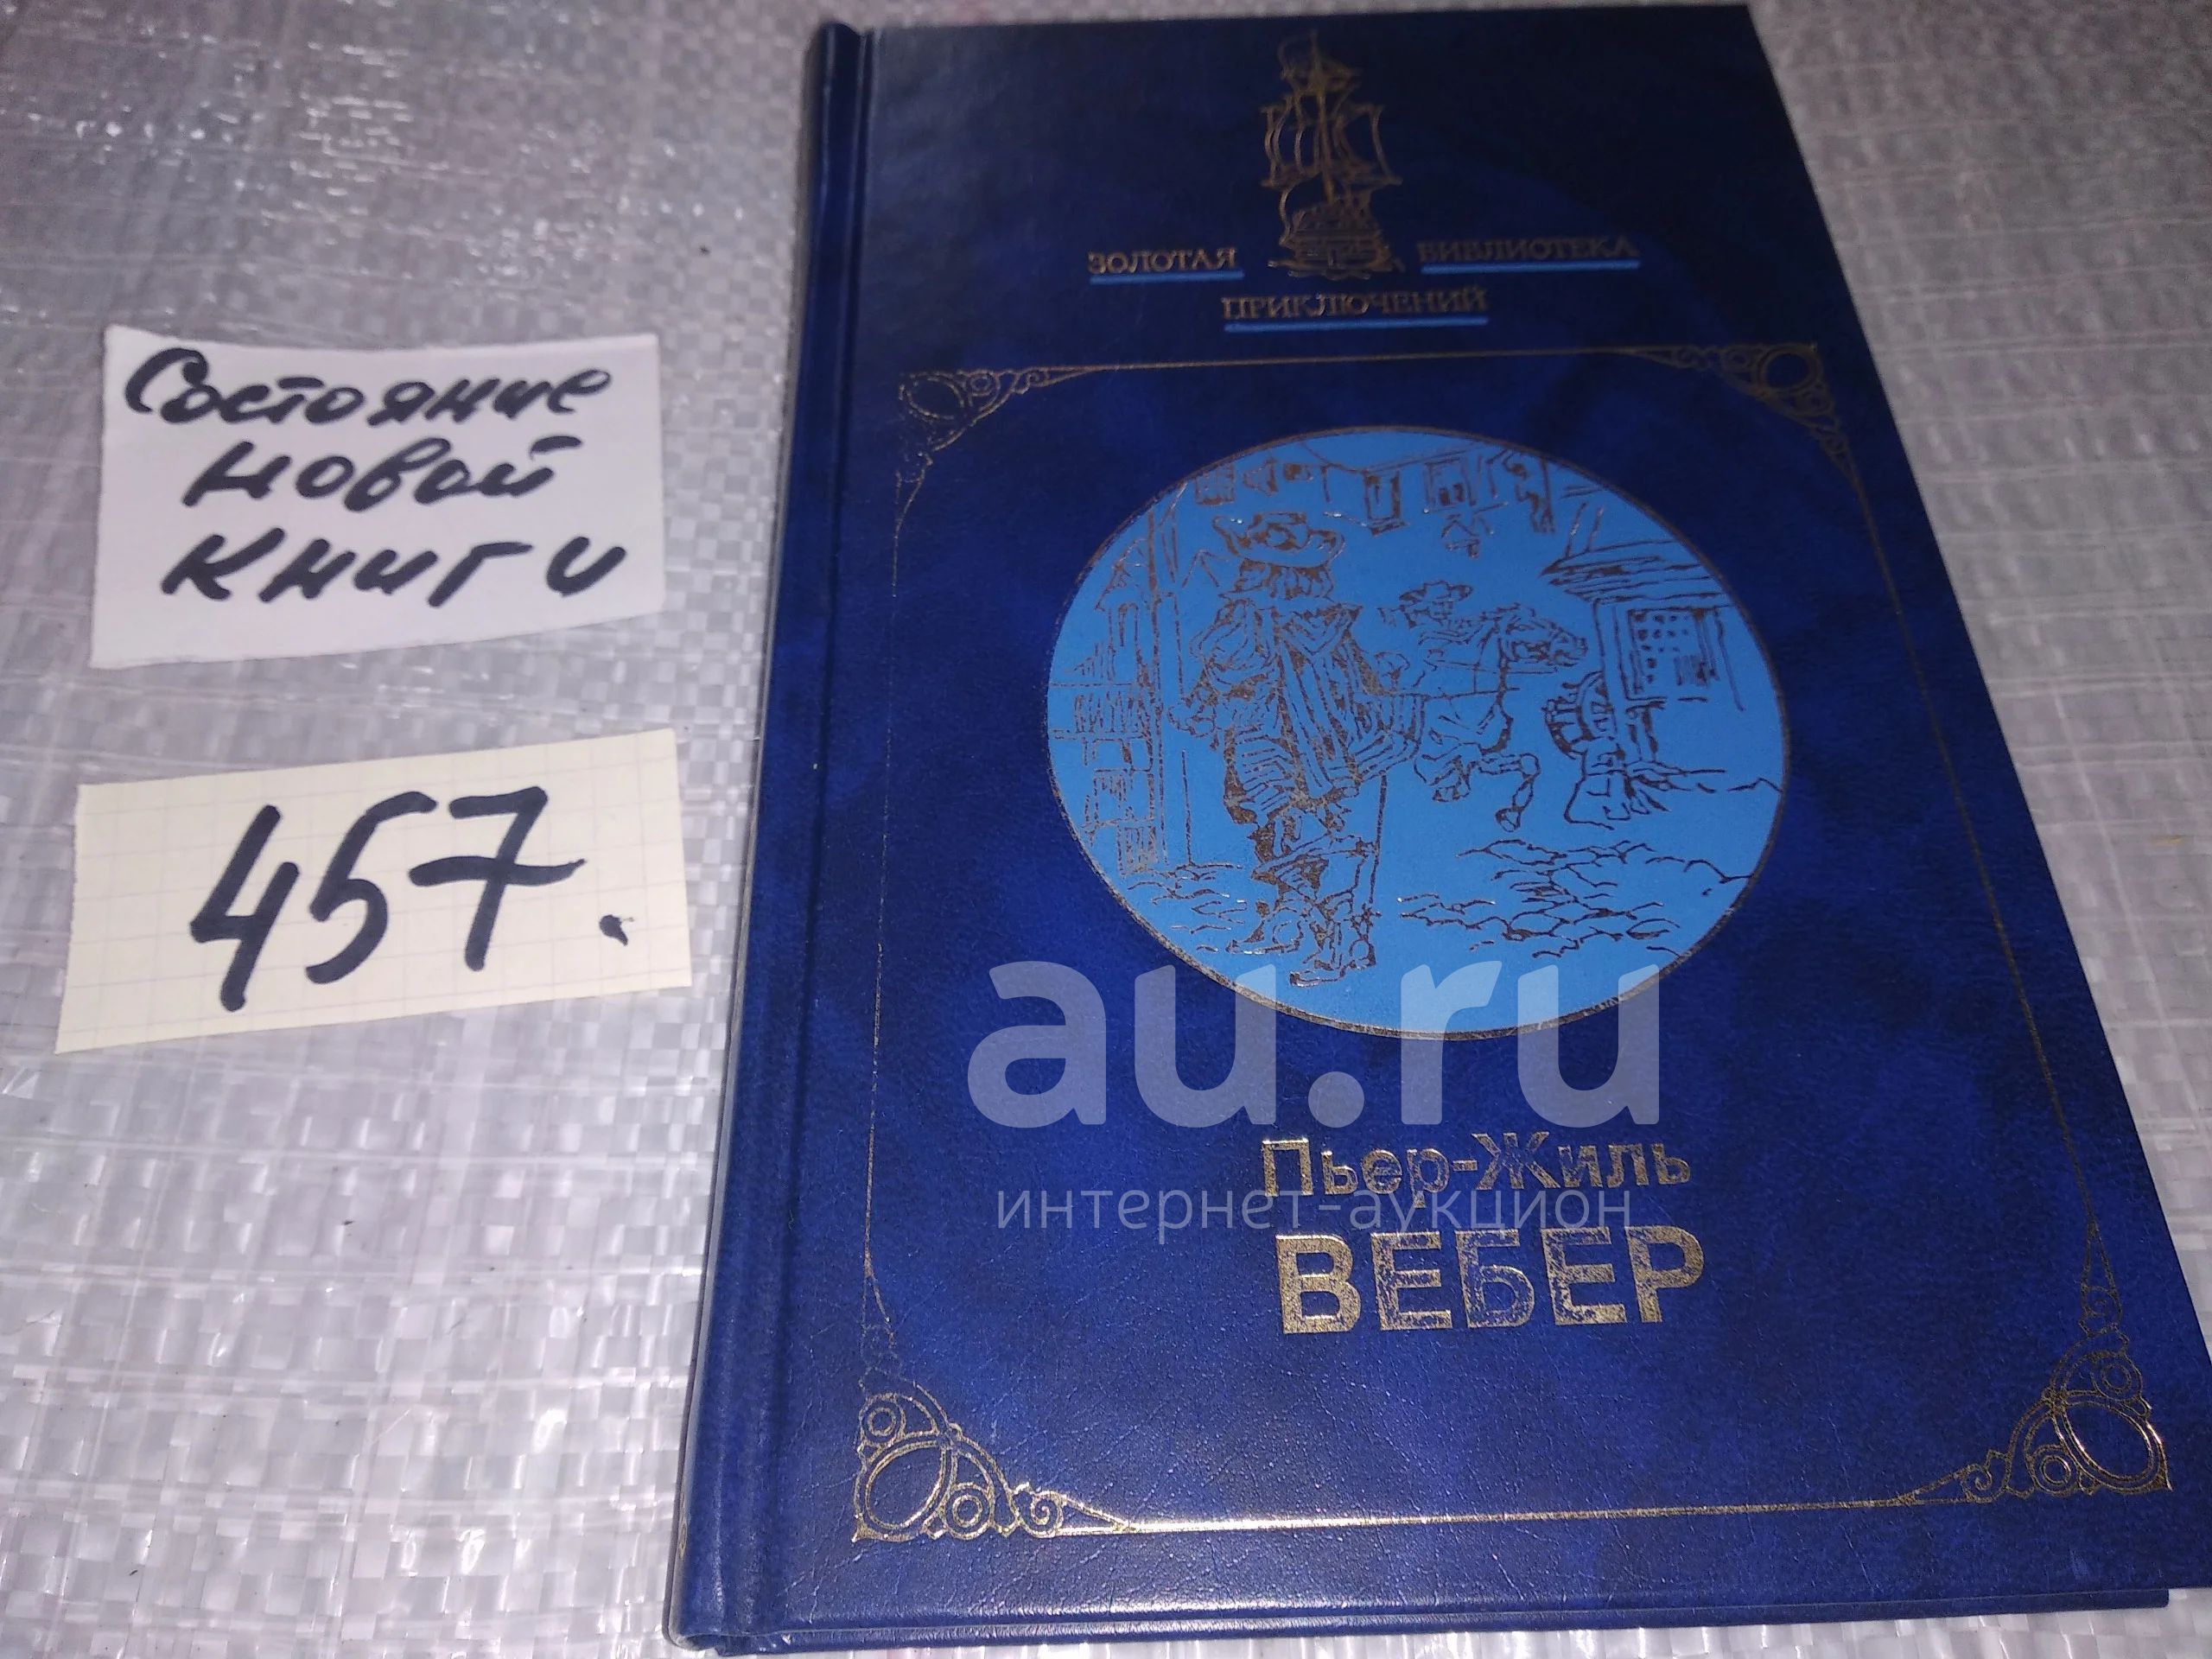 ЗОЛОТАЯ БИБЛИОТЕКА
ПРИКЛЮЧЕНИЙ
Состояние
новой
книги
457.
au.ru
интернет-аукцион
Пьер-Жиль
ВЕБЕР